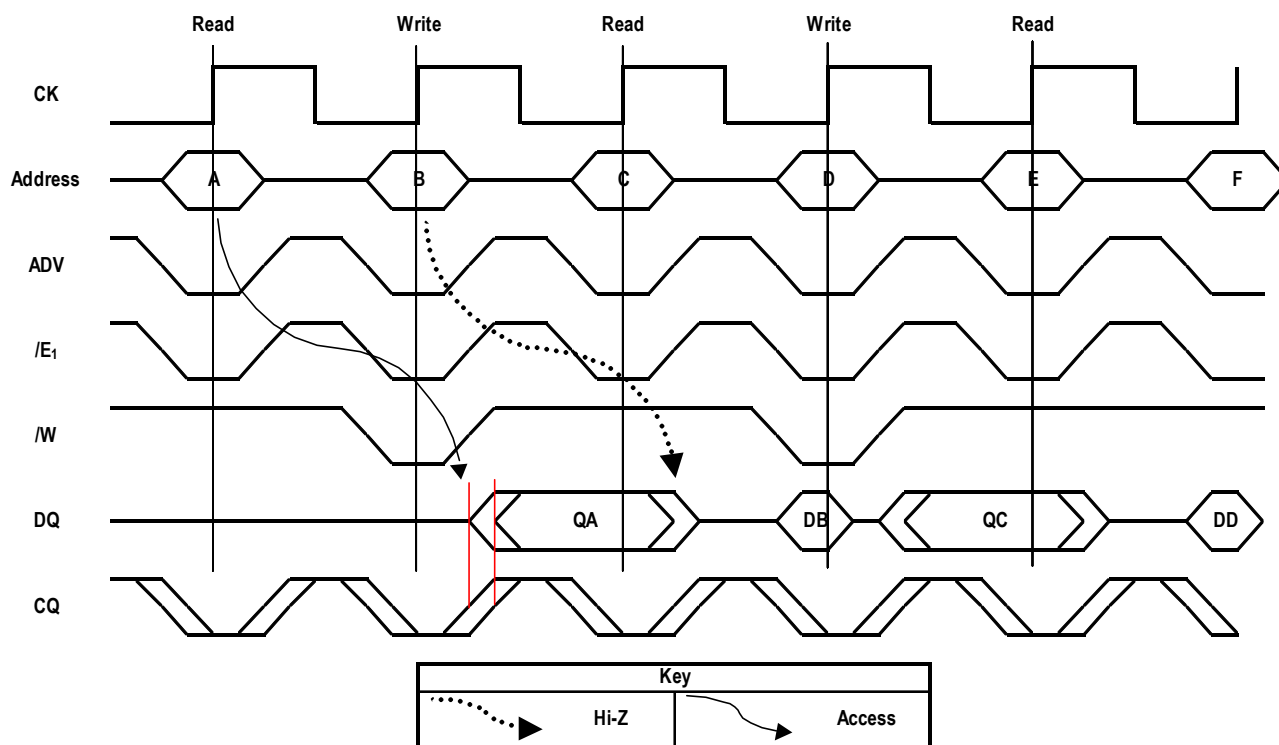 Read Write Read Write Read
CK
Address A B C D E F
ADV
/E₁
/W
DQ QA DB QC DD
CQ
Key
Hi-Z Access